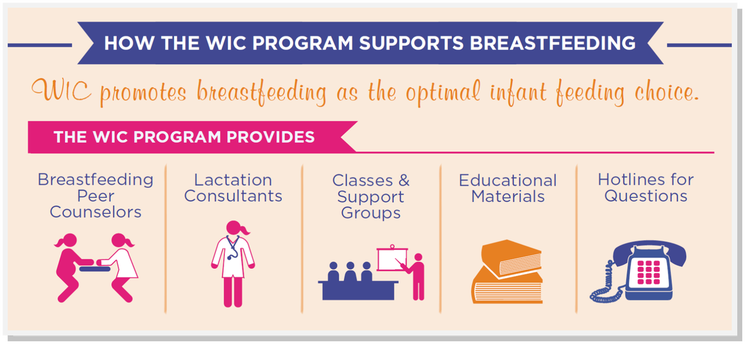 HOW THE WIC PROGRAM SUPPORTS BREASTFEEDING
WIC promotes breastfeeding as the optimal infant feeding choice.
THE WIC PROGRAM PROVIDES
Breastfeeding
Peer
Counselors
Lactation
Consultants
Classes &
Support
Groups
Educational
Materials
Hotlines for
Questions